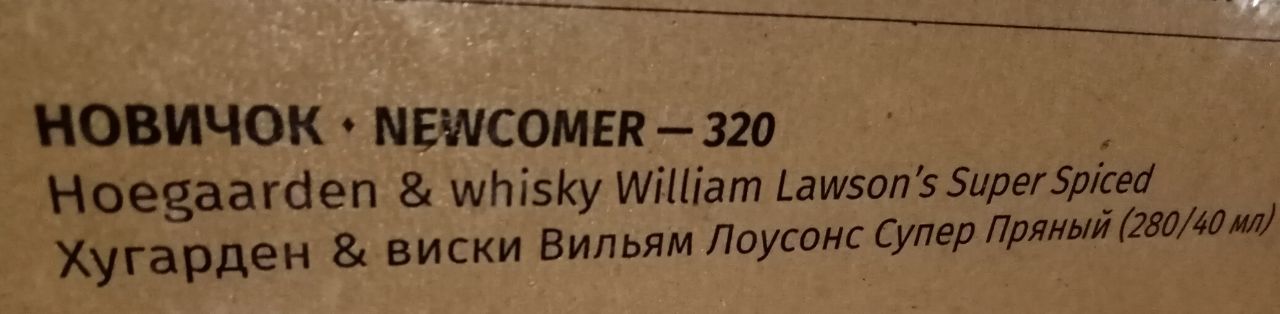 НОВИЧОК · NEWCOMER — 320
Hoegaarden & whisky William Lawson's Super Spiced
Хугарден & виски Вильям Лоусонс Супер Пряный (280/40 мл)